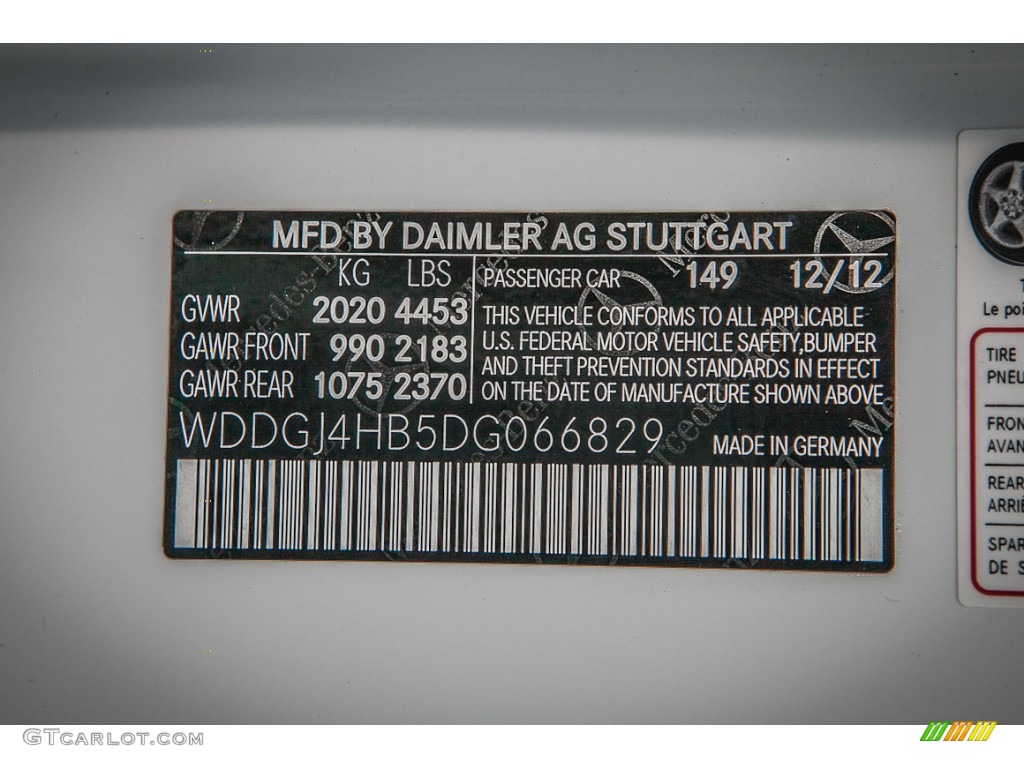 MFD BY DAIMLER AG STUTTGART
KG LBS
GVWR 2020 4453
GAWR FRONT 990 2183
GAWR REAR 1075 2370
PASSENGER CAR 149 12/12
THIS VEHICLE CONFORMS TO ALL APPLICABLE
U.S. FEDERAL MOTOR VEHICLE SAFETY, BUMPER
AND THEFT PREVENTION STANDARDS IN EFFECT
ON THE DATE OF MANUFACTURE SHOWN ABOVE
WDDGJ4HB5DG066829
MADE IN GERMANY
Le poi
TIRE
PNEU
FRON
AVAN
REAR
ARRIÈ
SPAR
DE S
GTCARLOT.COM